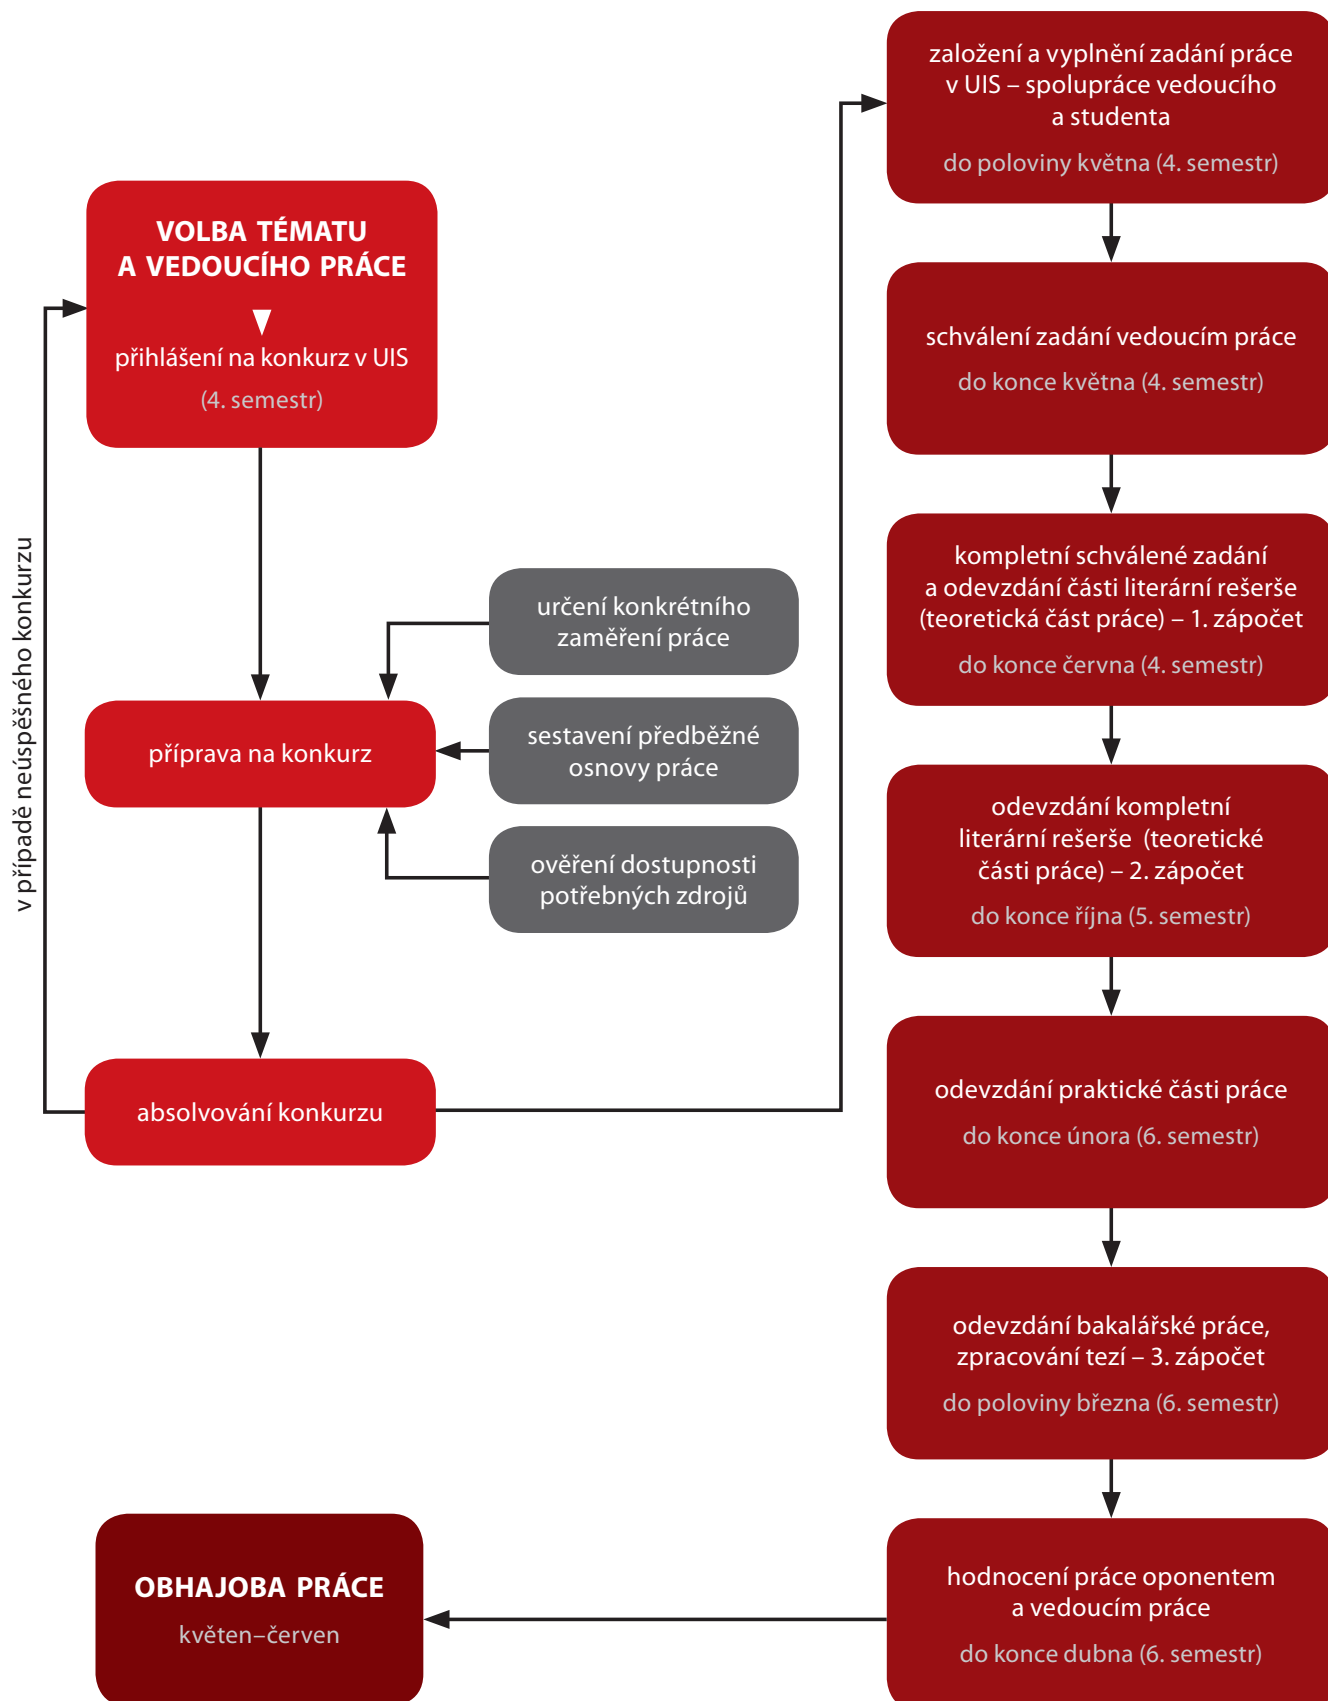 VOLBA TÉMATU
A VEDOUCÍHO PRÁCE
přihlášení na konkurz v UIS
(4. semestr)
v případě neúspěšného konkurzu
určení konkrétního
zaměření práce
příprava na konkurz
sestavení předběžné
osnovy práce
ověření dostupnosti
potřebných zdrojů
absolvování konkurzu
založení a vyplnění zadání práce
v UIS – spolupráce vedoucího
a studenta
do poloviny května (4. semestr)
schválení zadání vedoucím práce
do konce května (4. semestr)
kompletní schválené zadání
a odevzdání části literární rešerše
(teoretická část práce) – 1. zápočet
do konce června (4. semestr)
odevzdání kompletní
literární rešerše (teoretické
části práce) – 2. zápočet
do konce října (5. semestr)
odevzdání praktické části práce
do konce února (6. semestr)
odevzdání bakalářské práce,
zpracování tezí – 3. zápočet
do poloviny března (6. semestr)
hodnocení práce oponentem
a vedoucím práce
do konce dubna (6. semestr)
OBHAJOBA PRÁCE
květen–červen